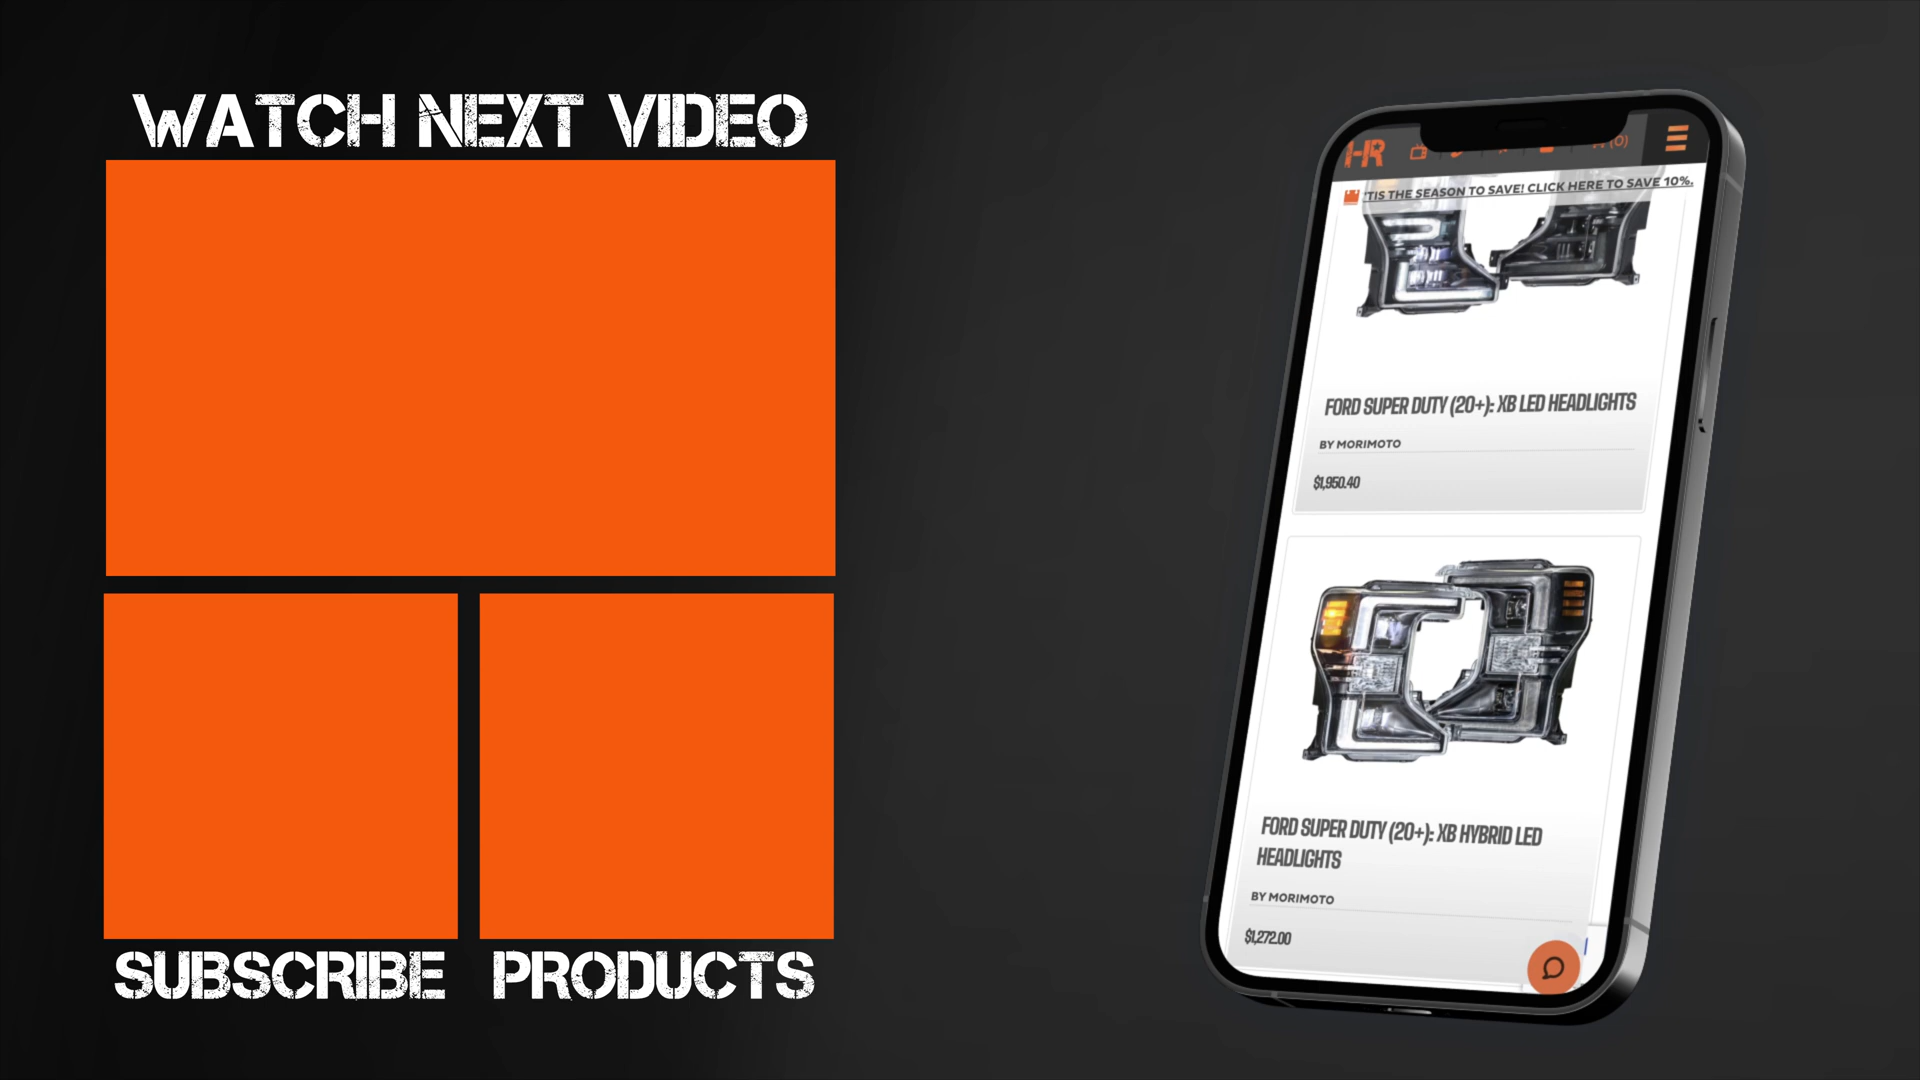 WATCH NEXT VIDEO
SUBSCRIBE
PRODUCTS
HR
(0)
'TIS THE SEASON TO SAVE! CLICK HERE TO SAVE 10%.
FORD SUPER DUTY (20+): XB LED HEADLIGHTS
BY MORIMOTO
$1,950.40
FORD SUPER DUTY (20+): XB HYBRID LED
HEADLIGHTS
BY MORIMOTO
$1,272.00